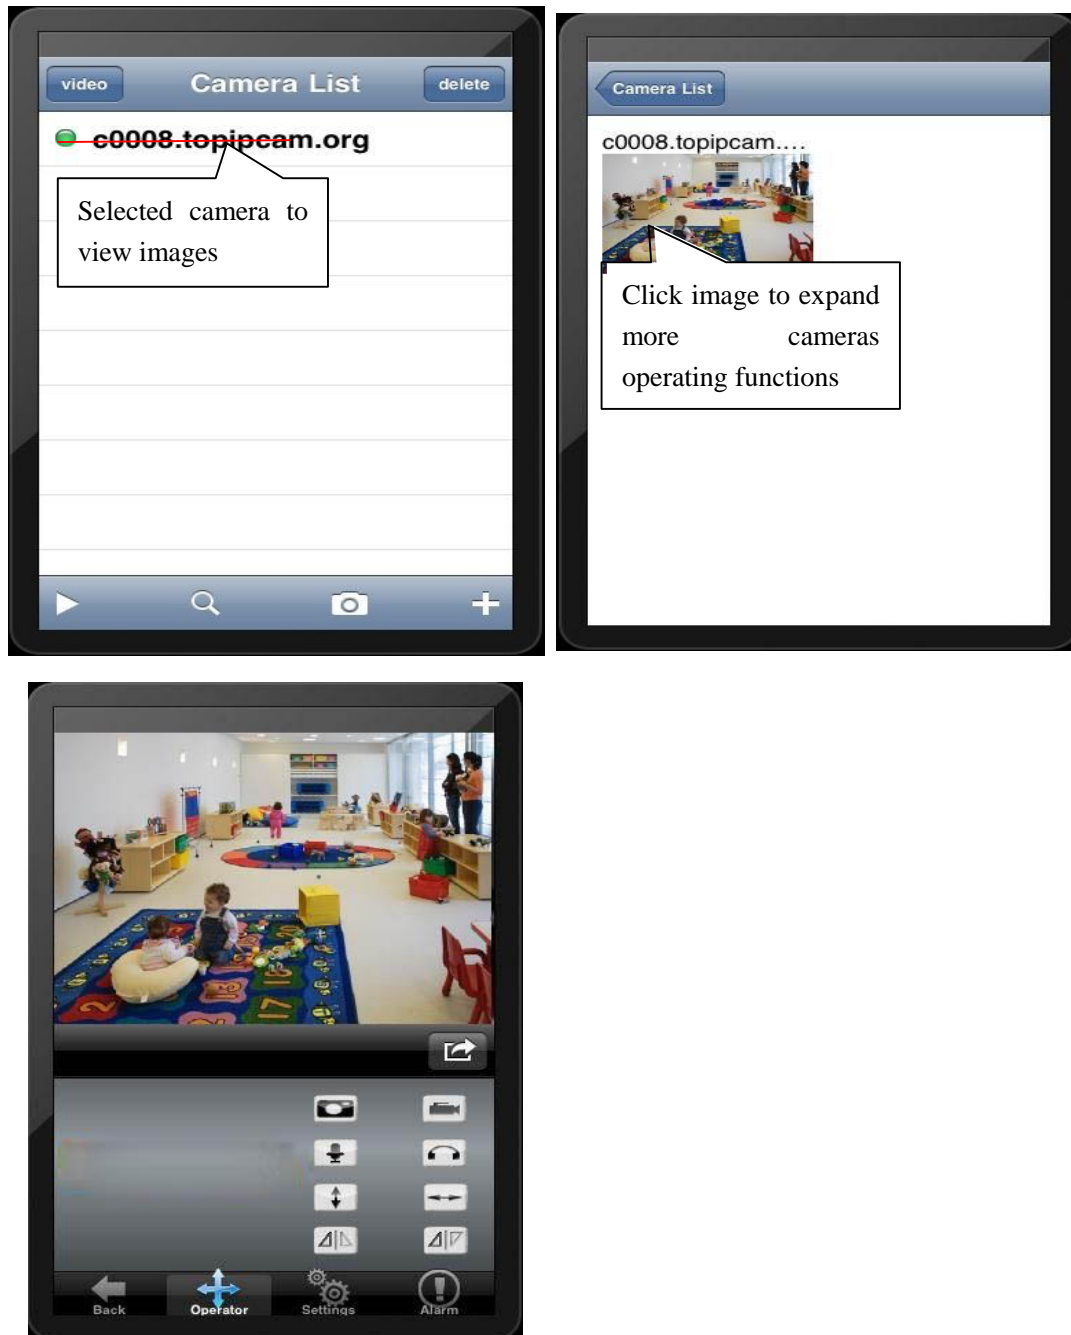 video Camera List delete
c0008.topipcam.org
Selected camera to
view images
Camera List
c0008.topipcam....
Click image to expand
more cameras
operating functions
Back Operator Settings Alarm